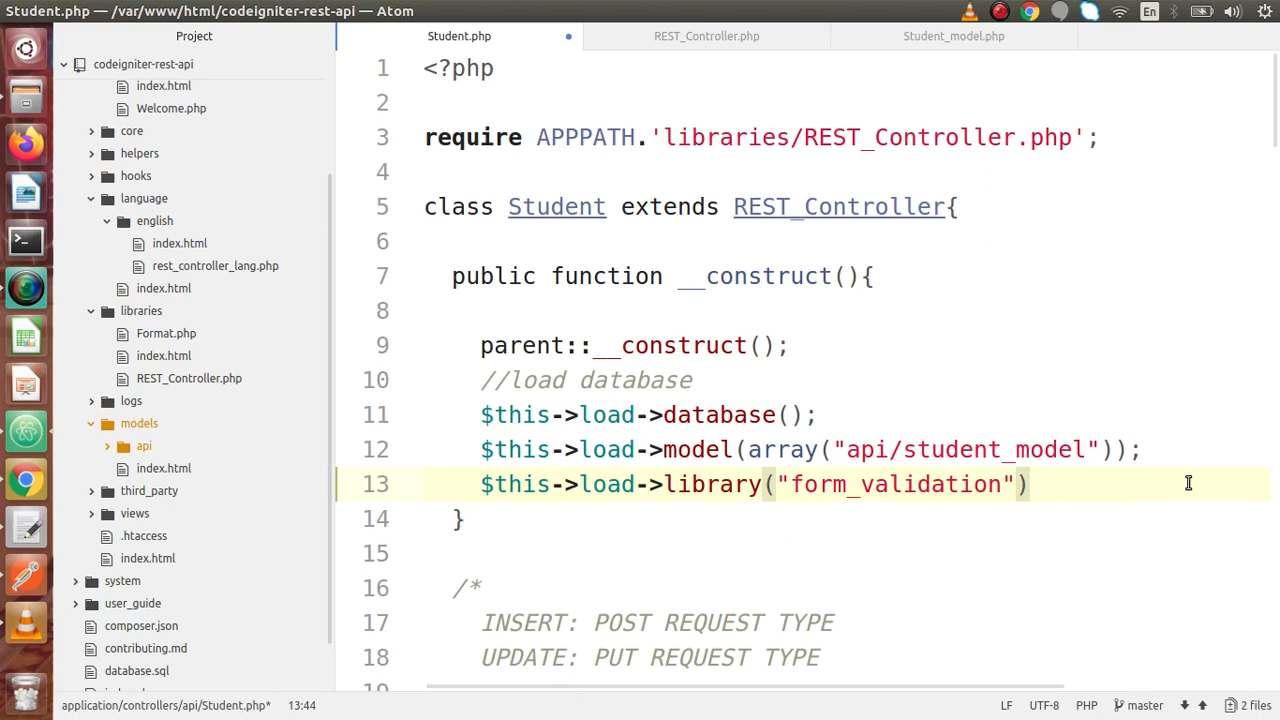 Student.php — /var/www/html/codeigniter-rest-api — Atom
En
Project
codeigniter-rest-api
index.html
Welcome.php
core
helpers
hooks
language
english
index.html
rest_controller_lang.php
index.html
libraries
Format.php
index.html
REST_Controller.php
logs
models
api
index.html
third_party
views
.htaccess
index.html
system
user_guide
composer.json
contributing.md
database.sql
Student.php REST_Controller.php Student_model.php
1 <?php
2
3 require APPPATH.'libraries/REST_Controller.php';
4
5 class Student extends REST_Controller{
6
7 public function __construct(){
8
9 parent::__construct();
10 //load database
11 $this->load->database();
12 $this->load->model(array("api/student_model"));
13 $this->load->library("form_validation")
14 }
15
16 /*
17 INSERT: POST REQUEST TYPE
18 UPDATE: PUT REQUEST TYPE
19
application/controllers/api/Student.php* 13:44 LF UTF-8 PHP master 2 files